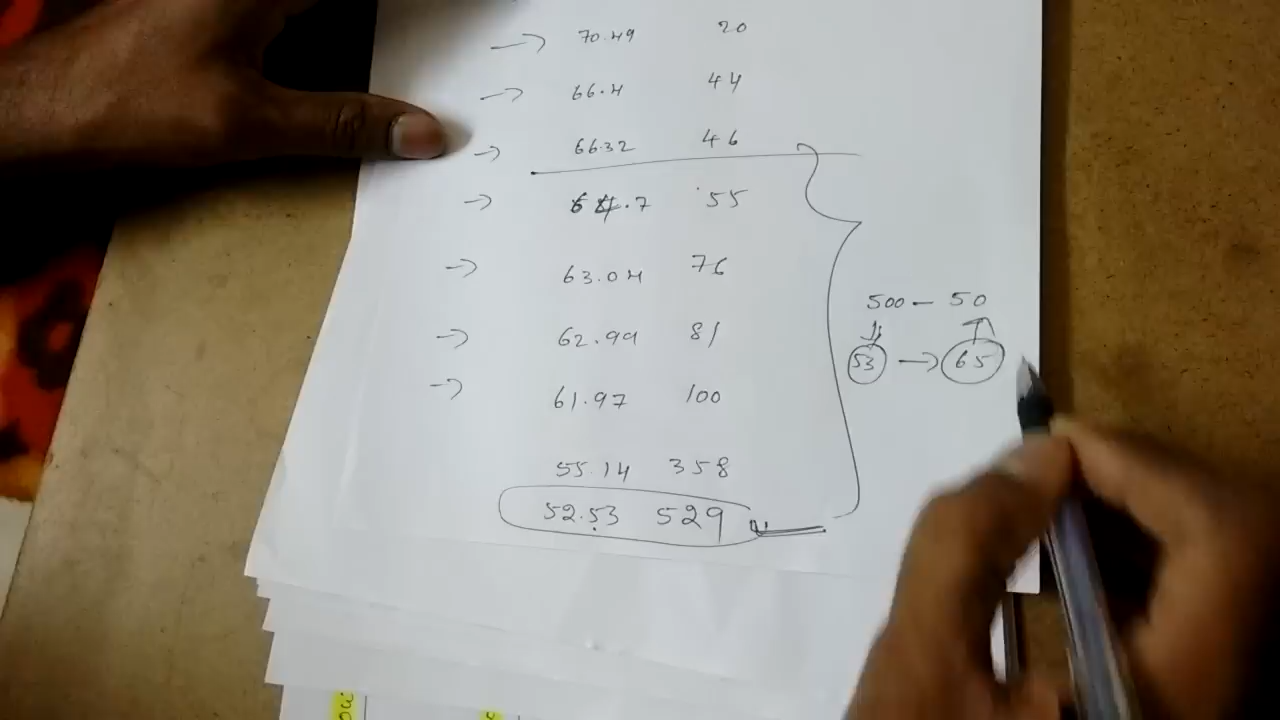 → 70.49 20
→ 66.4 44
→ 66.32 46
→ 64.7 55
→ 63.04 76
→ 62.99 81
→ 61.97 100
55.14 358
52.53 529
500 - 50
53 → 65